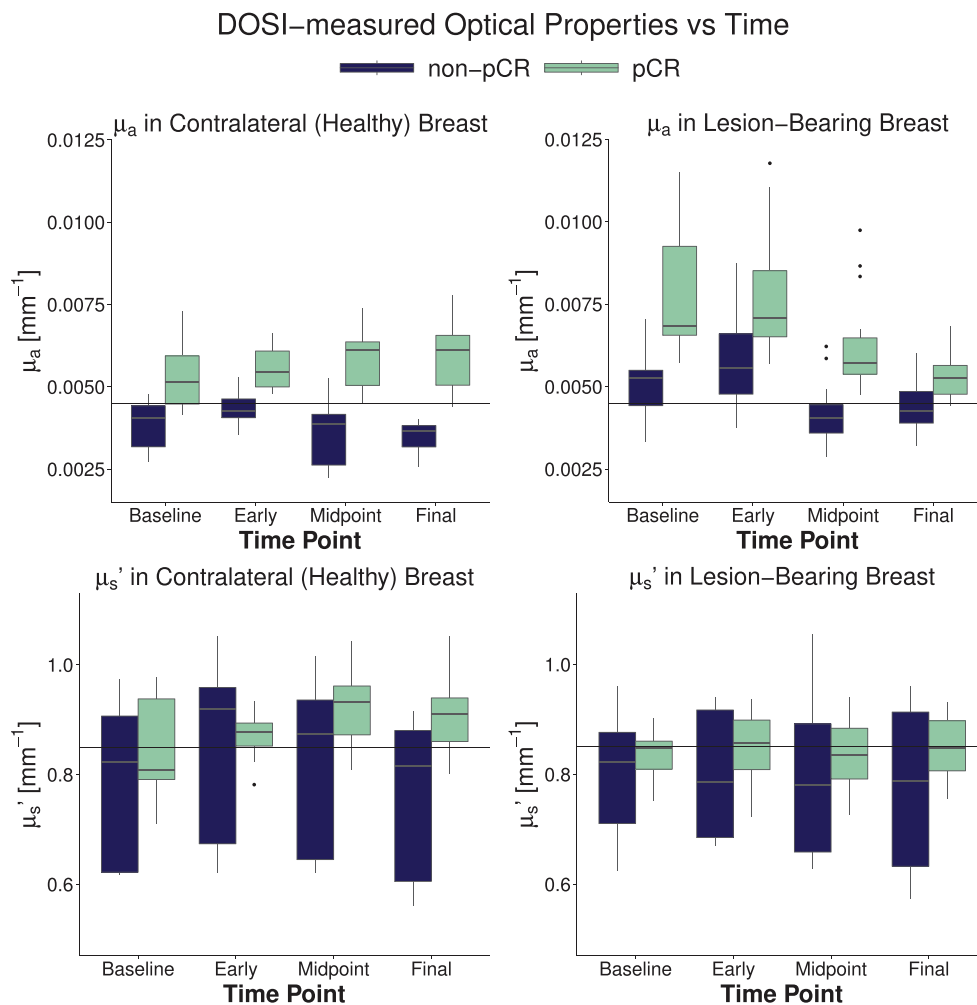 DOSI−measured Optical Properties vs Time
non−pCR pCR
μa in Contralateral (Healthy) Breast
μa [mm−1]
0.0125
0.0100
0.0075
0.0050
0.0025
Baseline Early Midpoint Final
Time Point
μa in Lesion−Bearing Breast
μa [mm−1]
0.0125
0.0100
0.0075
0.0050
0.0025
Baseline Early Midpoint Final
Time Point
μs' in Contralateral (Healthy) Breast
μs' [mm−1]
1.0
0.8
0.6
Baseline Early Midpoint Final
Time Point
μs' in Lesion−Bearing Breast
μs' [mm−1]
1.0
0.8
0.6
Baseline Early Midpoint Final
Time Point